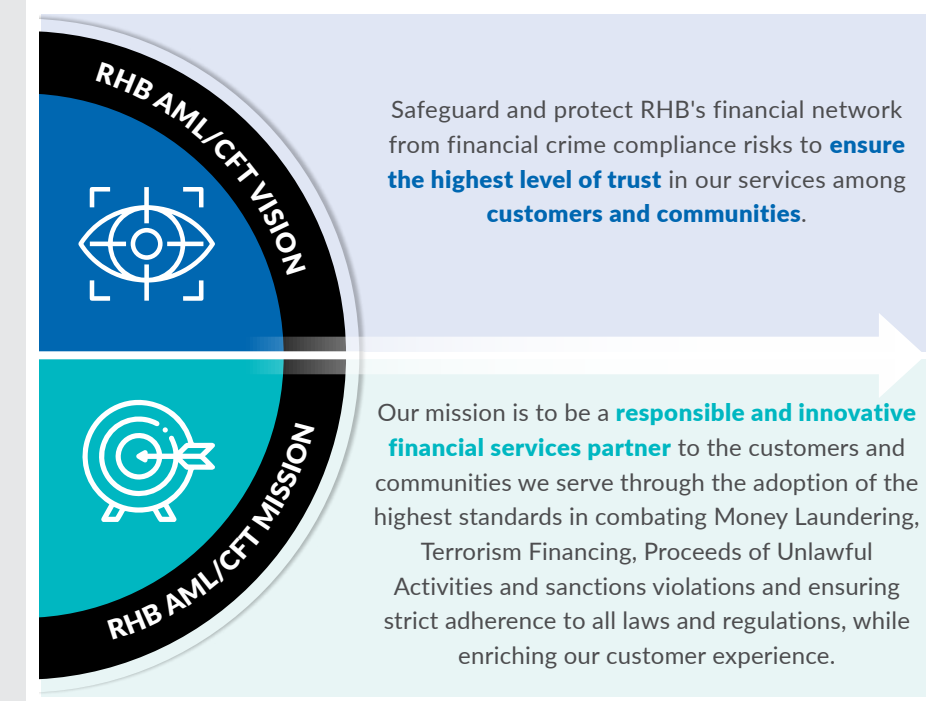 RHB AML/CFT VISION
Safeguard and protect RHB's financial network
from financial crime compliance risks to ensure
the highest level of trust in our services among
customers and communities.
RHB AML/CFT MISSION
Our mission is to be a responsible and innovative
financial services partner to the customers and
communities we serve through the adoption of the
highest standards in combating Money Laundering,
Terrorism Financing, Proceeds of Unlawful
Activities and sanctions violations and ensuring
strict adherence to all laws and regulations, while
enriching our customer experience.